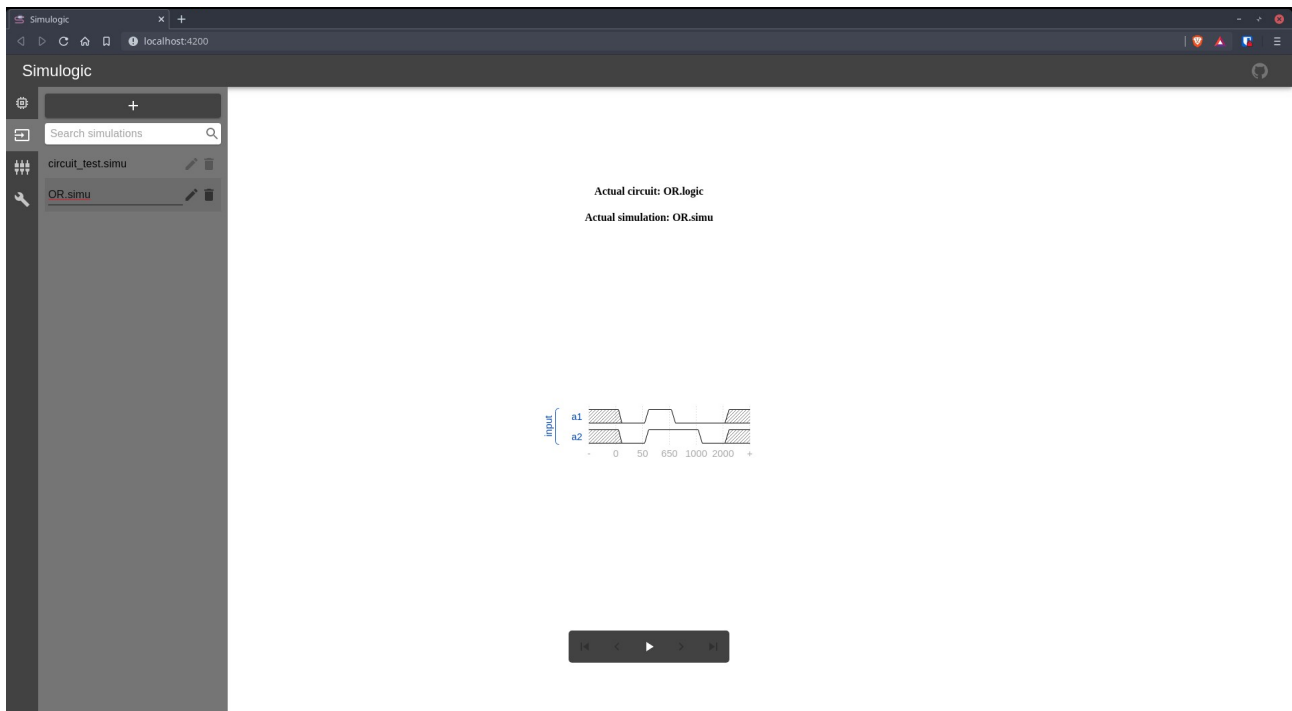 Simulogic
localhost:4200
Simulogic
+
Search simulations
circuit_test.simu
OR.simu
Actual circuit: OR.logic
Actual simulation: OR.simu
input
a1
a2
- 0 50 650 1000 2000 +